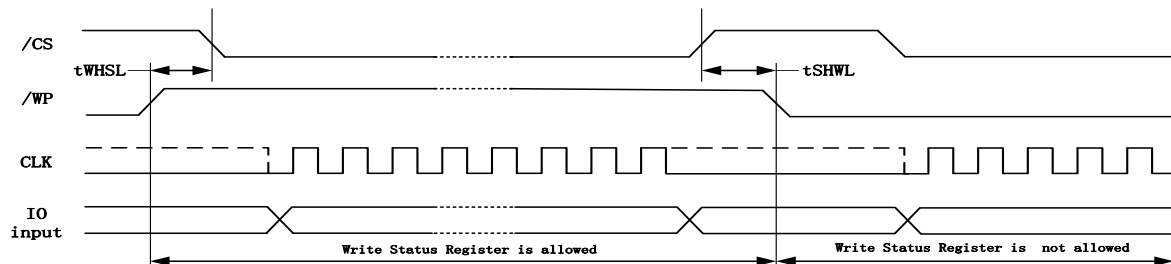 /CS
tWHSL
tSHWL
/WP
CLK
IO
input
Write Status Register is allowed
Write Status Register is not allowed